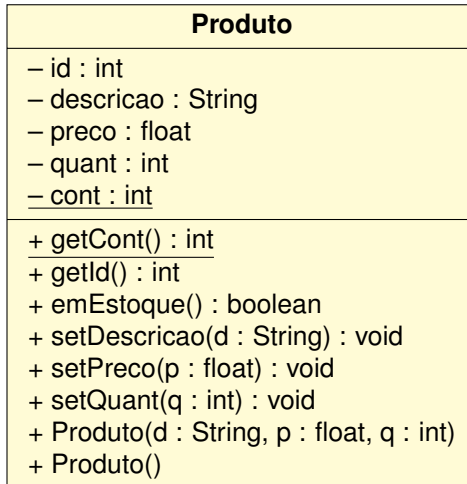 Produto
– id : int
– descricao : String
– preco : float
– quant : int
– cont : int
+ getCont() : int
+ getId() : int
+ emEstoque() : boolean
+ setDescricao(d : String) : void
+ setPreco(p : float) : void
+ setQuant(q : int) : void
+ Produto(d : String, p : float, q : int)
+ Produto()